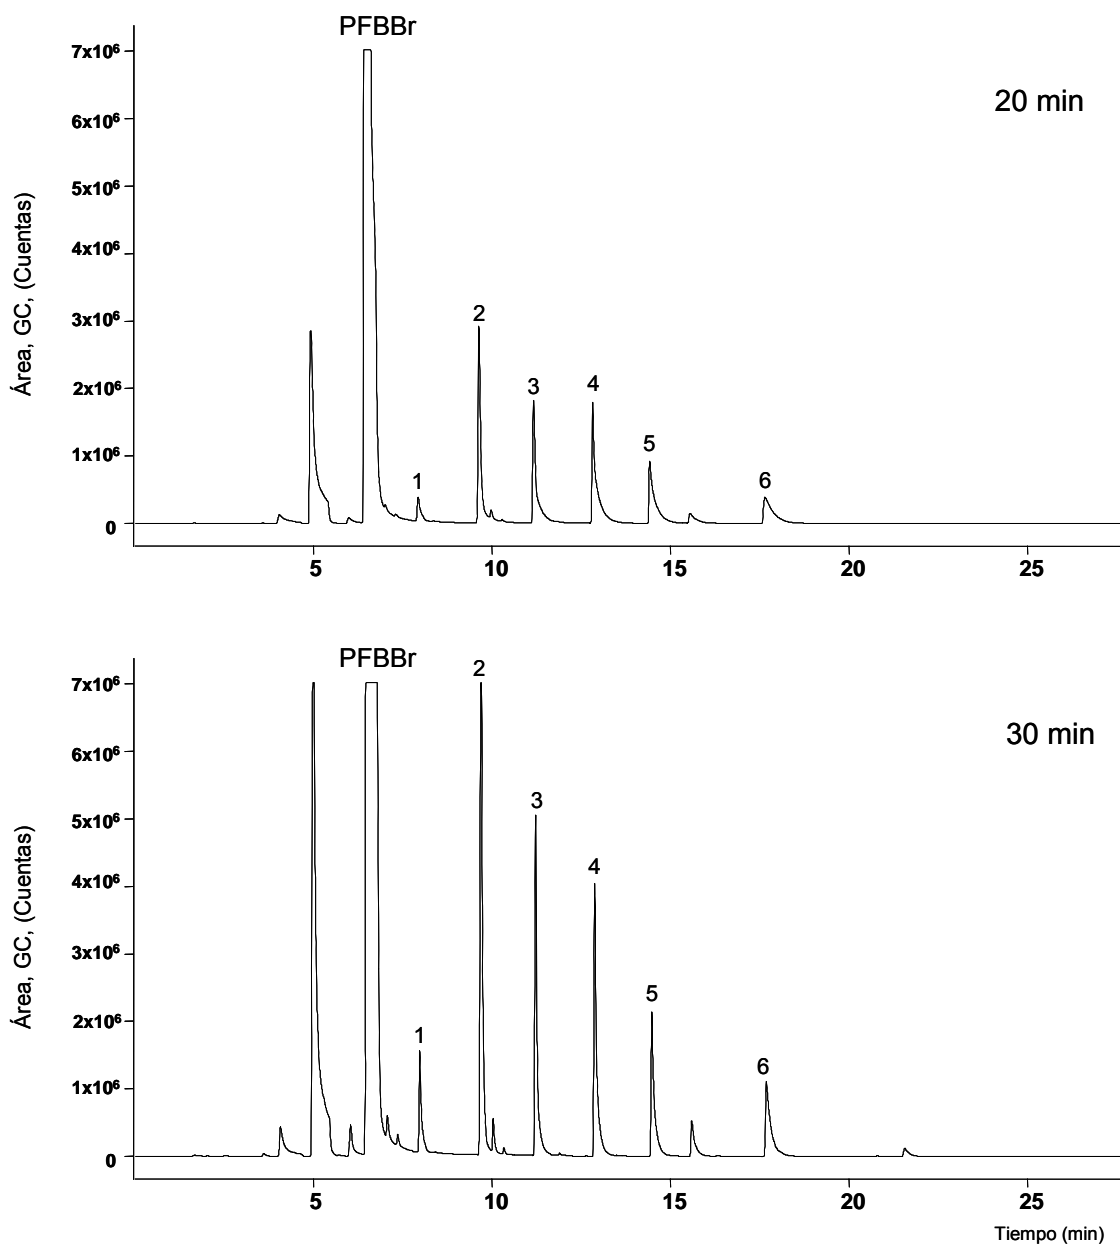 PFBBr
20 min
Área, GC, (Cuentas)
7x10⁶
6x10⁶
5x10⁶
4x10⁶
3x10⁶
2x10⁶
1x10⁶
0
1
2
3
4
5
6
5 10 15 20 25
PFBBr
30 min
Área, GC, (Cuentas)
7x10⁶
6x10⁶
5x10⁶
4x10⁶
3x10⁶
2x10⁶
1x10⁶
0
1
2
3
4
5
6
5 10 15 20 25
Tiempo (min)